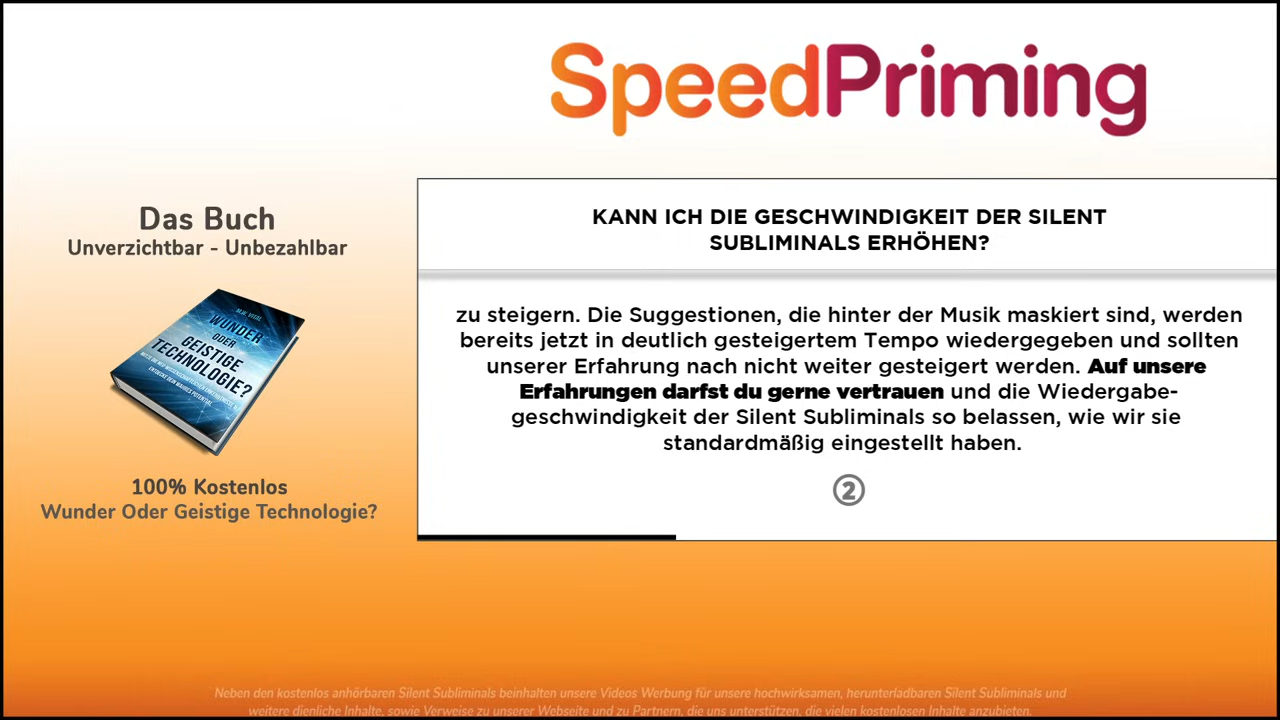 SpeedPriming
Das Buch
Unverzichtbar - Unbezahlbar
WUNDER
ODER
GEISTIGE
TECHNOLOGIE?
100% Kostenlos
Wunder Oder Geistige Technologie?
KANN ICH DIE GESCHWINDIGKEIT DER SILENT
SUBLIMINALS ERHÖHEN?
zu steigern. Die Suggestionen, die hinter der Musik maskiert sind, werden
bereits jetzt in deutlich gesteigertem Tempo wiedergegeben und sollten
unserer Erfahrung nach nicht weiter gesteigert werden. Auf unsere
Erfahrungen darfst du gerne vertrauen und die Wiedergabe-
geschwindigkeit der Silent Subliminals so belassen, wie wir sie
standardmäßig eingestellt haben.
2
Neben den kostenlos anhörbaren Silent Subliminals beinhalten unsere Videos Werbung für unsere hochwirksamen, herunterladbaren Silent Subliminals und
weitere dienliche Inhalte, sowie Verweise zu unserer Webseite und zu Partnern, die uns unterstützen, die vielen kostenlosen Inhalte anzubieten.